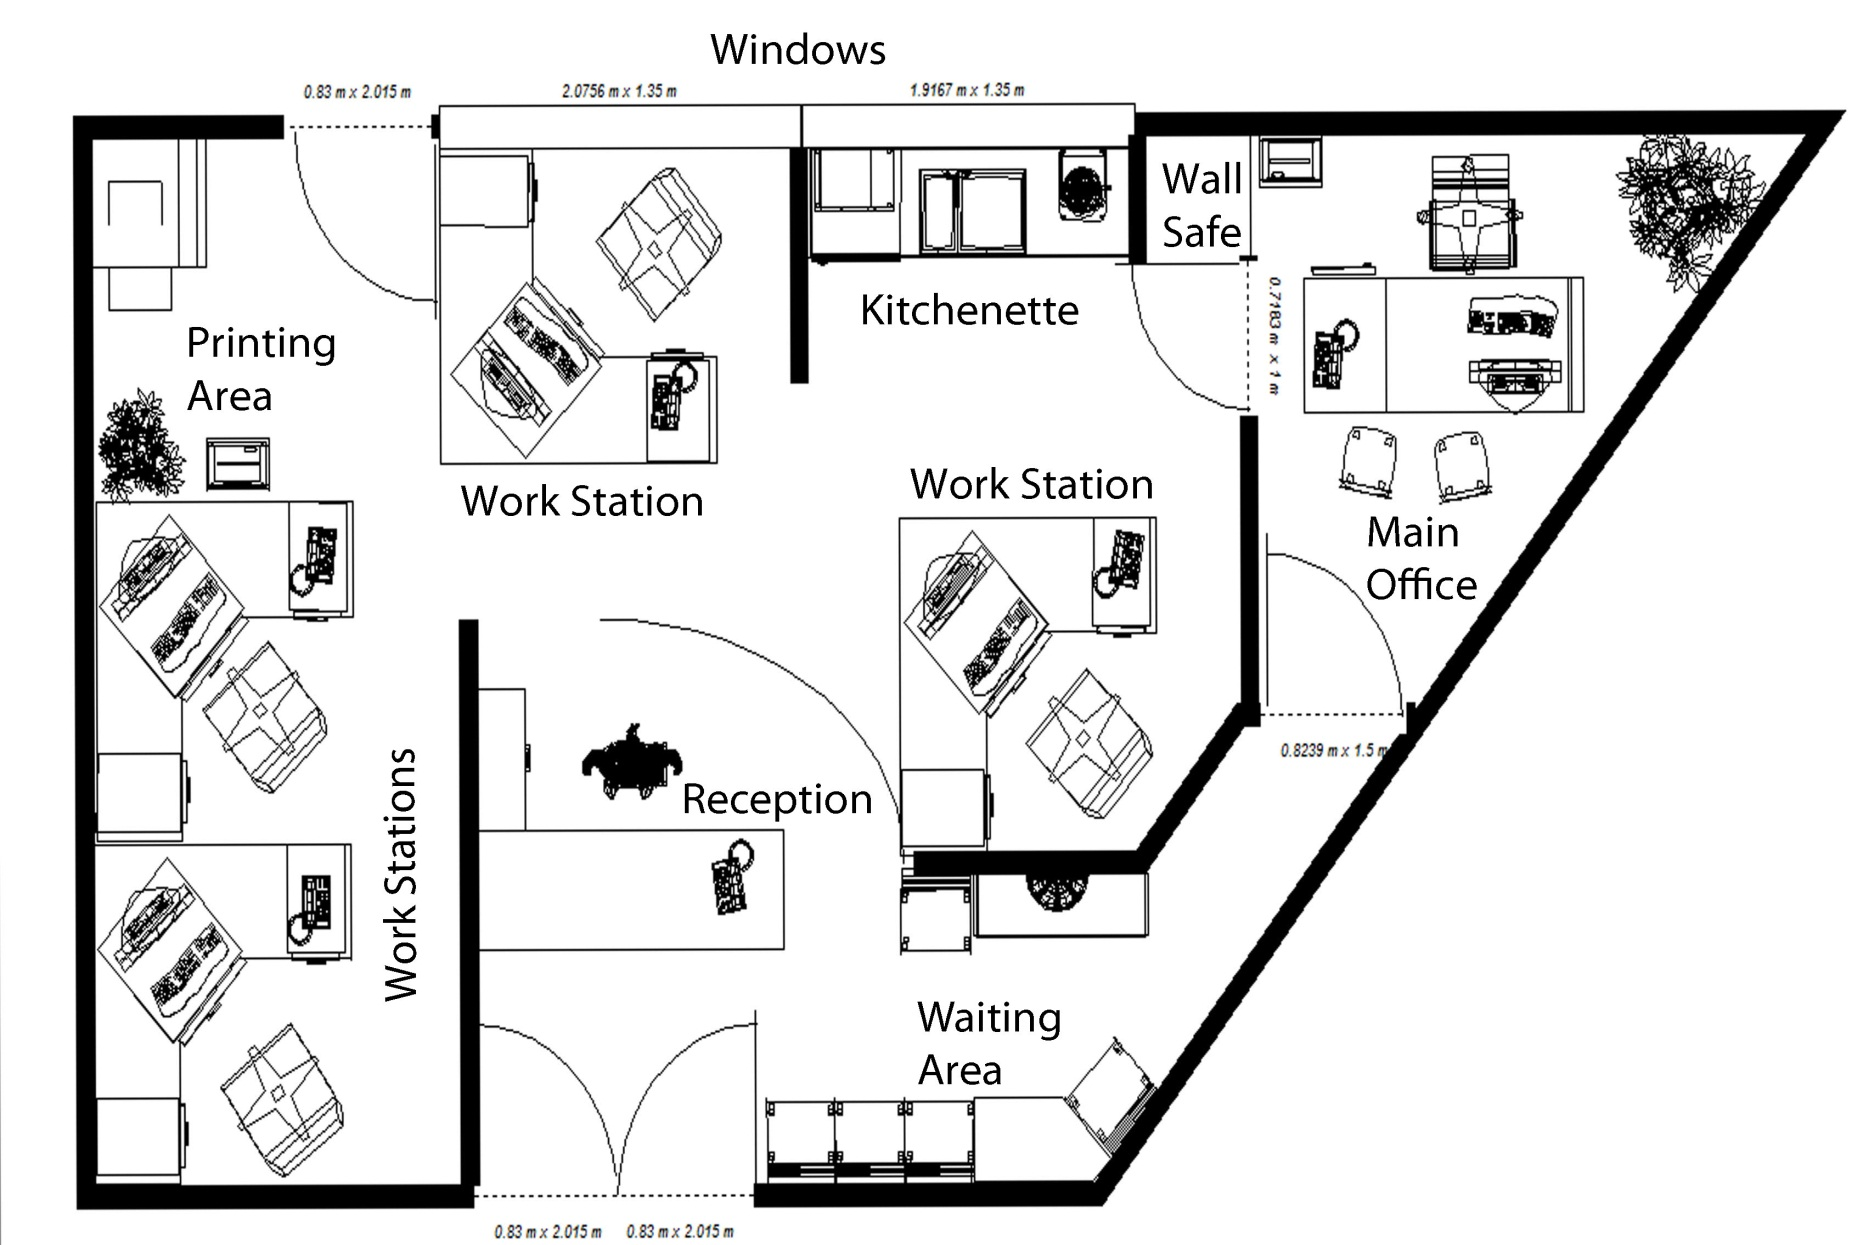 Windows
0.83 m x 2.015 m
2.0756 m x 1.35 m
1.9167 m x 1.35 m
Wall
Safe
Kitchenette
0.7183 m x 1 m
Printing
Area
Work Station
Work Station
Main
Office
0.8239 m x 1.5 m
Work Stations
Reception
Waiting
Area
0.83 m x 2.015 m
0.83 m x 2.015 m